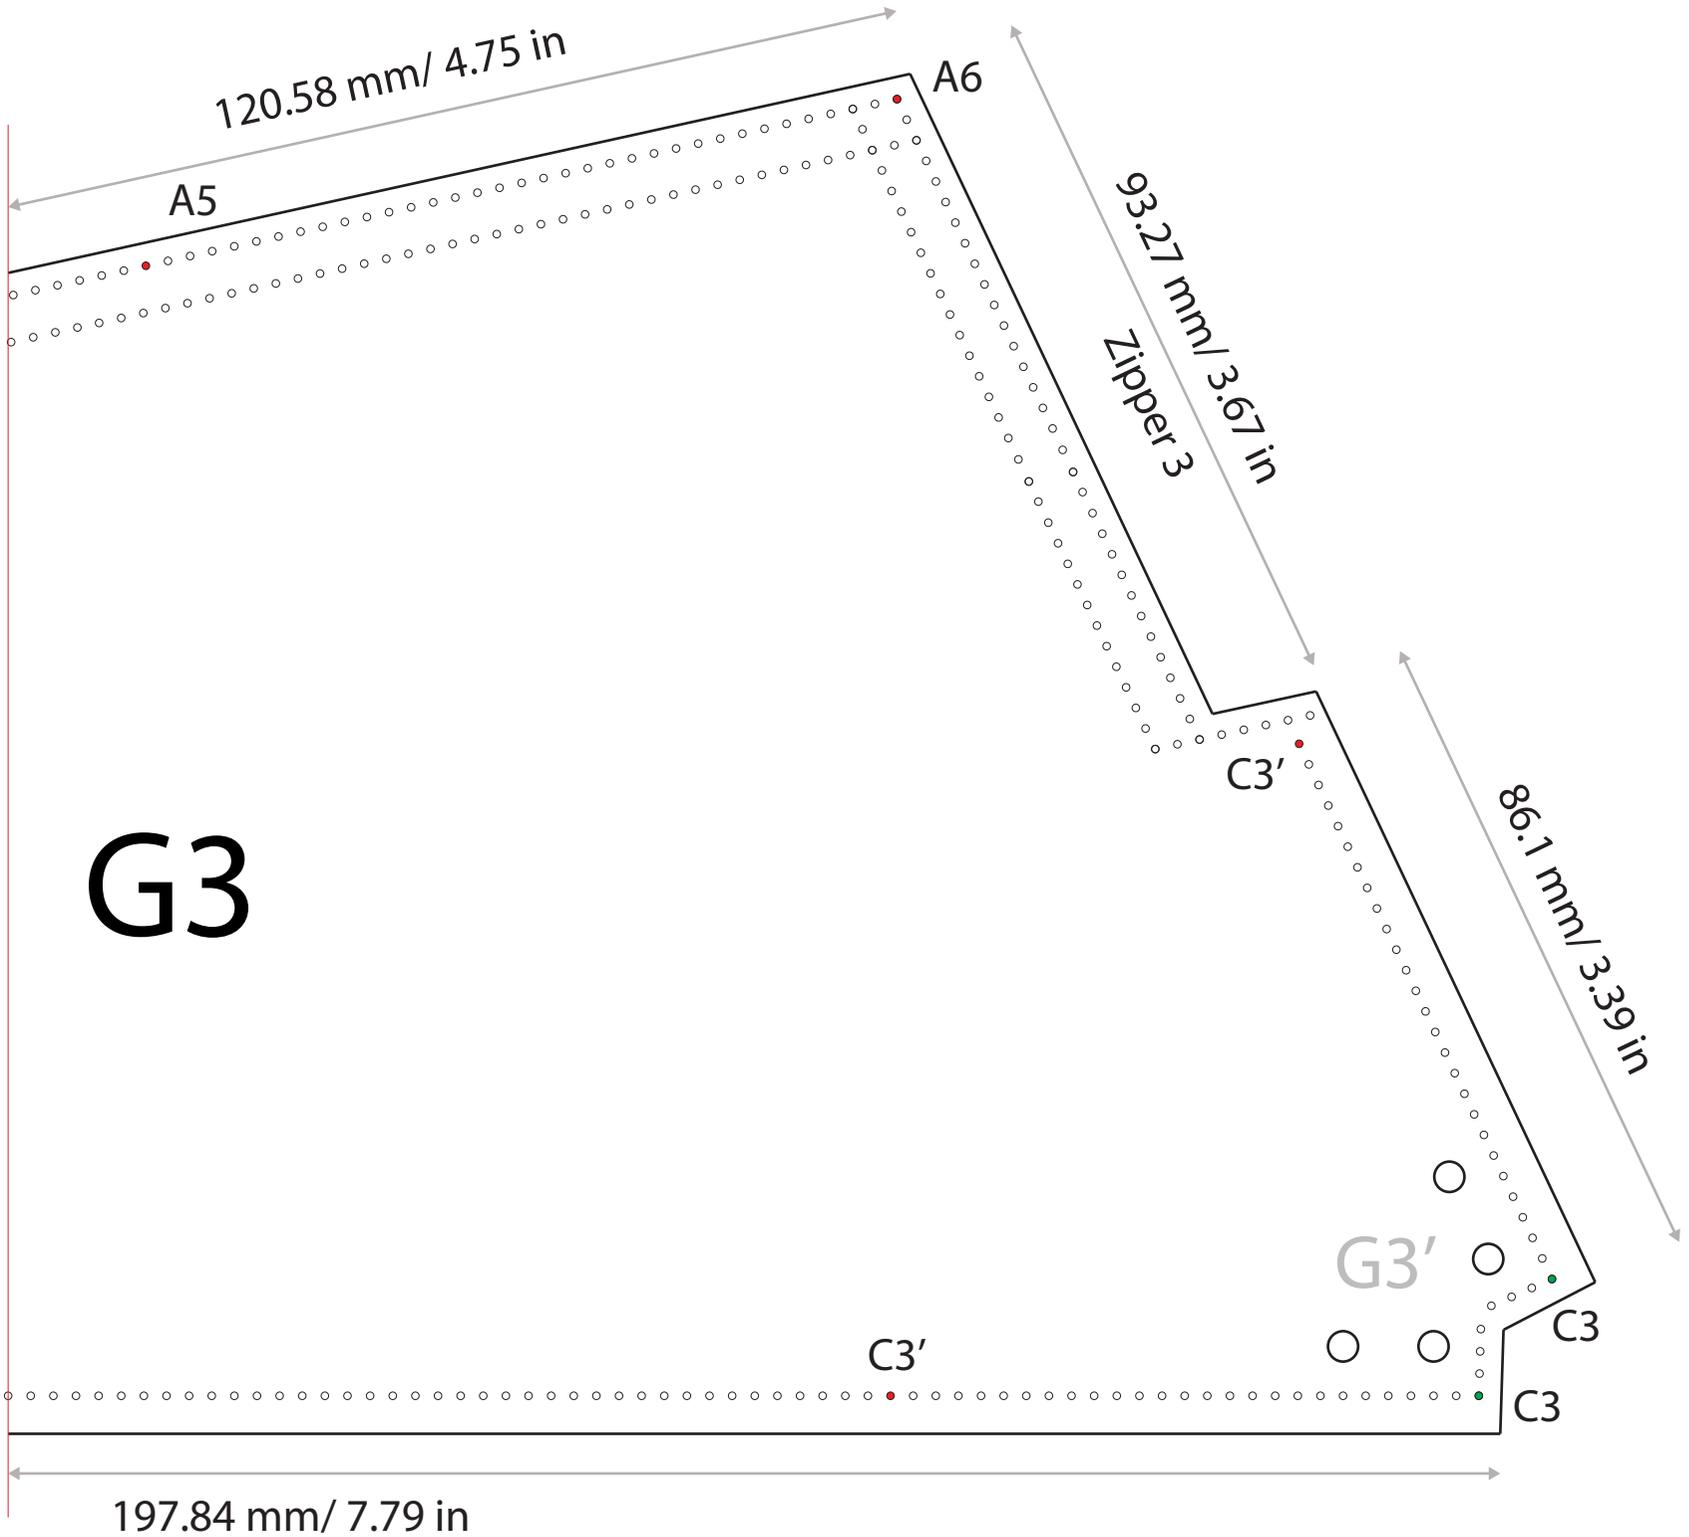 120.58 mm/ 4.75 in
A6
A5
93.27 mm/ 3.67 in
Zipper 3
C3’
86.1 mm/ 3.39 in
G3
G3’
C3
C3’
C3
197.84 mm/ 7.79 in